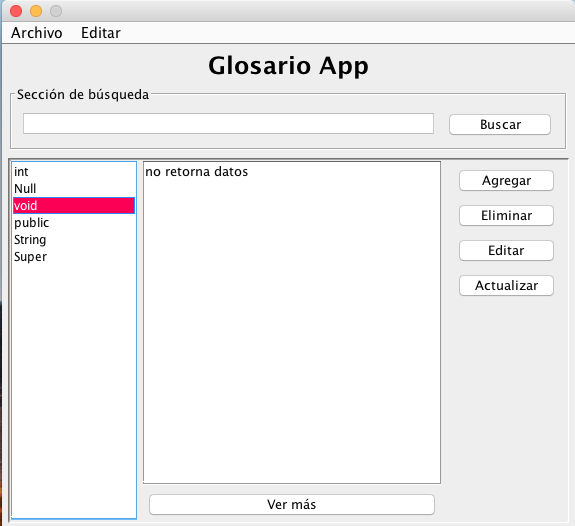 Archivo Editar
Glosario App
Sección de búsqueda
Buscar
int
Null
void
public
String
Super
no retorna datos
Agregar
Eliminar
Editar
Actualizar
Ver más